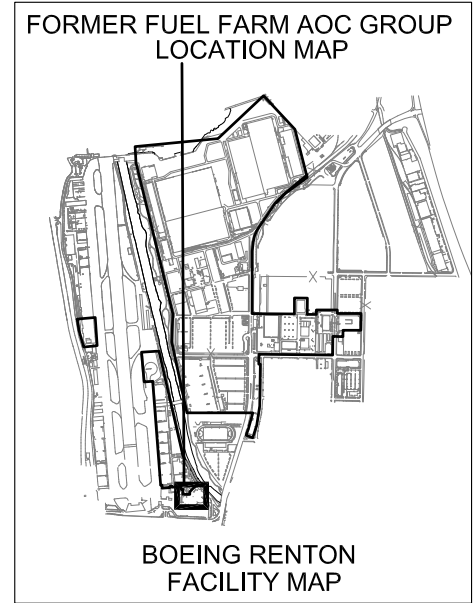 FORMER FUEL FARM AOC GROUP
LOCATION MAP
BOEING RENTON
FACILITY MAP